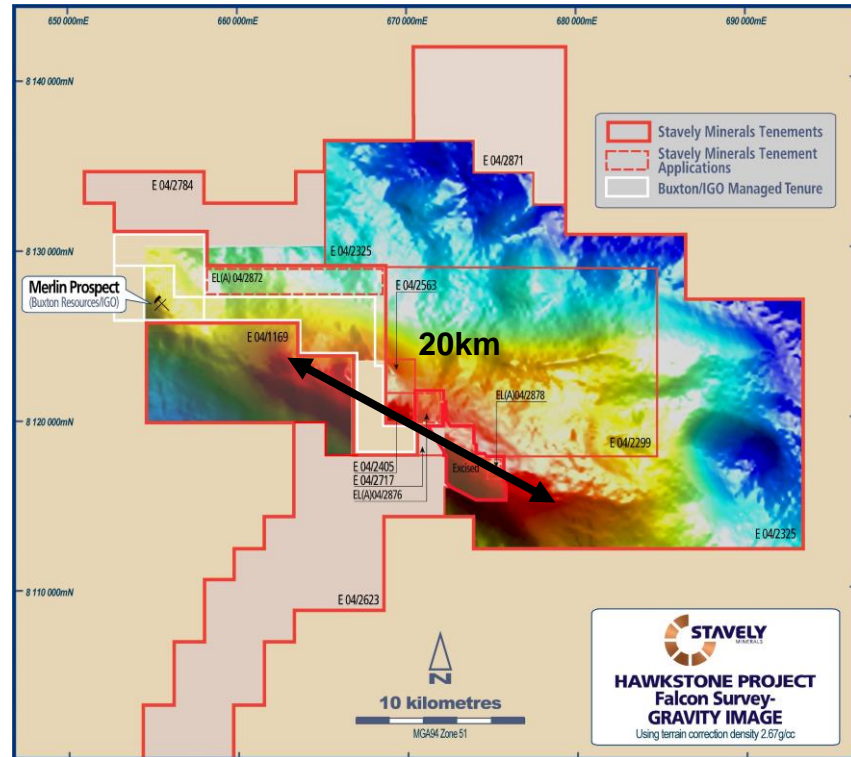 650 000mE
660 000mE
670 000mE
680 000mE
690 000mE
8 140 000mN
8 130 000mN
8 120 000mN
8 110 000mN
Stavely Minerals Tenements
Stavely Minerals Tenement
Applications
Buxton/IGO Managed Tenure
E 04/2871
E 04/2784
E 04/2325
EL(A) 04/2872
E 04/2563
Merlin Prospect
(Buxton Resources/IGO)
E 04/1169
20km
EL(A)04/2878
E 04/2299
E 04/2405
E 04/2717
EL(A)04/2876
Excised
E 04/2325
E 04/2623
N
10 kilometres
MGA94 Zone 51
STAVELY
MINERALS
HAWKSTONE PROJECT
Falcon Survey-
GRAVITY IMAGE
Using terrain correction density 2.67g/cc